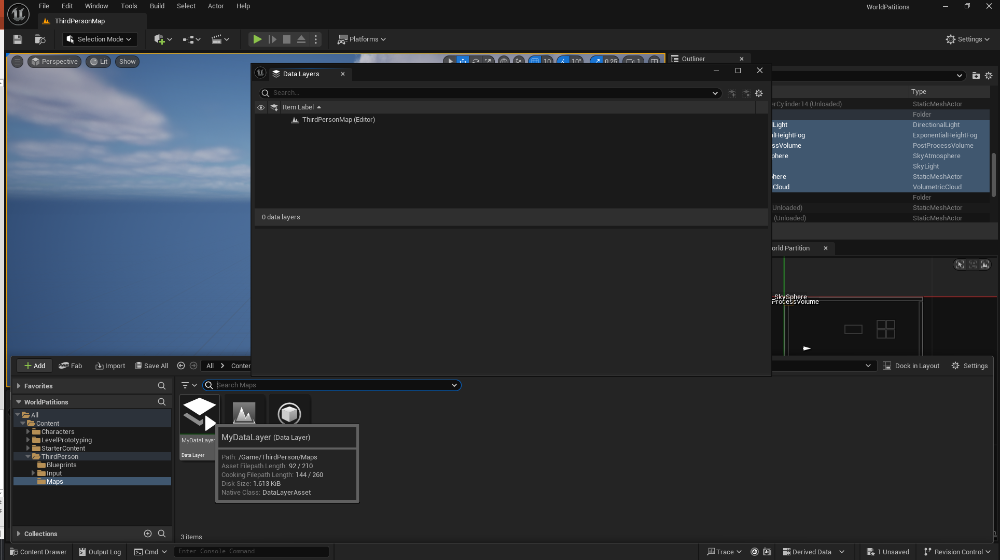 File Edit Window Tools Build Select Actor Help
WorldPatitions
ThirdPersonMap
Selection Mode
Platforms
Settings
Perspective
Lit
Show
10
10°
0.25
1
Outliner
Data Layers
Search...
Item Label
Type
ThirdPersonMap (Editor)
0 data layers
erCylinder14 (Unloaded) StaticMeshActor
Folder
Light DirectionalLight
alHeightFog ExponentialHeightFog
ssVolume PostProcessVolume
phere SkyAtmosphere
SkyLight
here StaticMeshActor
Cloud VolumetricCloud
Folder
Unloaded) StaticMeshActor
(Unloaded) StaticMeshActor
orld Partition
SkySphere
ProcessVolume
Add
Fab
Import
Save All
All
Conten
Dock in Layout
Settings
Favorites
WorldPatitions
All
Content
Characters
LevelPrototyping
StarterContent
ThirdPerson
Blueprints
Input
Maps
Collections
Search Maps
MyDataLayer
Data Layer
MyDataLayer (Data Layer)
Path: /Game/ThirdPerson/Maps
Asset Filepath Length: 92 / 210
Cooking Filepath Length: 144 / 260
Disk Size: 1.613 KiB
Native Class: DataLayerAsset
3 items
Content Drawer
Output Log
Cmd
Enter Console Command
Trace
Derived Data
1 Unsaved
Revision Control